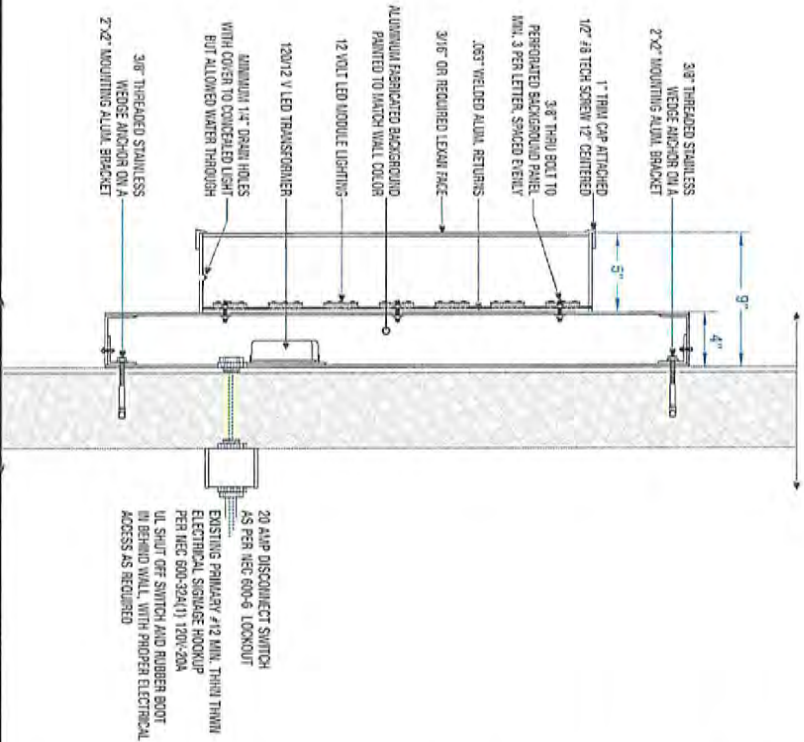 3/8" THREADED STAINLESS
WEDGE ANCHOR ON A
2"x2" MOUNTING ALUM. BRACKET
1" TRIM CAP ATTACHED
1/2" #8 TECH SCREW 12" CENTERED
3/8" THRU BOLT TO
PERFORATED BACKGROUND PANEL
MIN. 3 PER LETTER, SPACED EVENLY
.063" WELDED ALUM. RETURNS
3/16" OR REQUIRED LEXAN FACE
ALUMINUM FABRICATED BACKGROUND
PAINTED TO MATCH WALL COLOR
12 VOLT LED MODULE LIGHTING
120/12 V LED TRANSFORMER
MINIMUM 1/4" DRAIN HOLES
WITH COVER TO CONCEALED LIGHT
BUT ALLOWED WATER THROUGH
3/8" THREADED STAINLESS
WEDGE ANCHOR ON A
2"x2" MOUNTING ALUM. BRACKET
9"
5"
4"
20 AMP DISCONNECT SWITCH
AS PER NEC 600-6 LOCKOUT
EXISTING PRIMARY #12 MIN. THHN THWN
ELECTRICAL SIGNAGE HOOKUP
PER NEC 600-32A(1) 120V-20A
UL SHUT OFF SWITCH AND RUBBER BOOT
IN BEHIND WALL, WITH PROPER ELECTRICAL
ACCESS AS REQUIRED